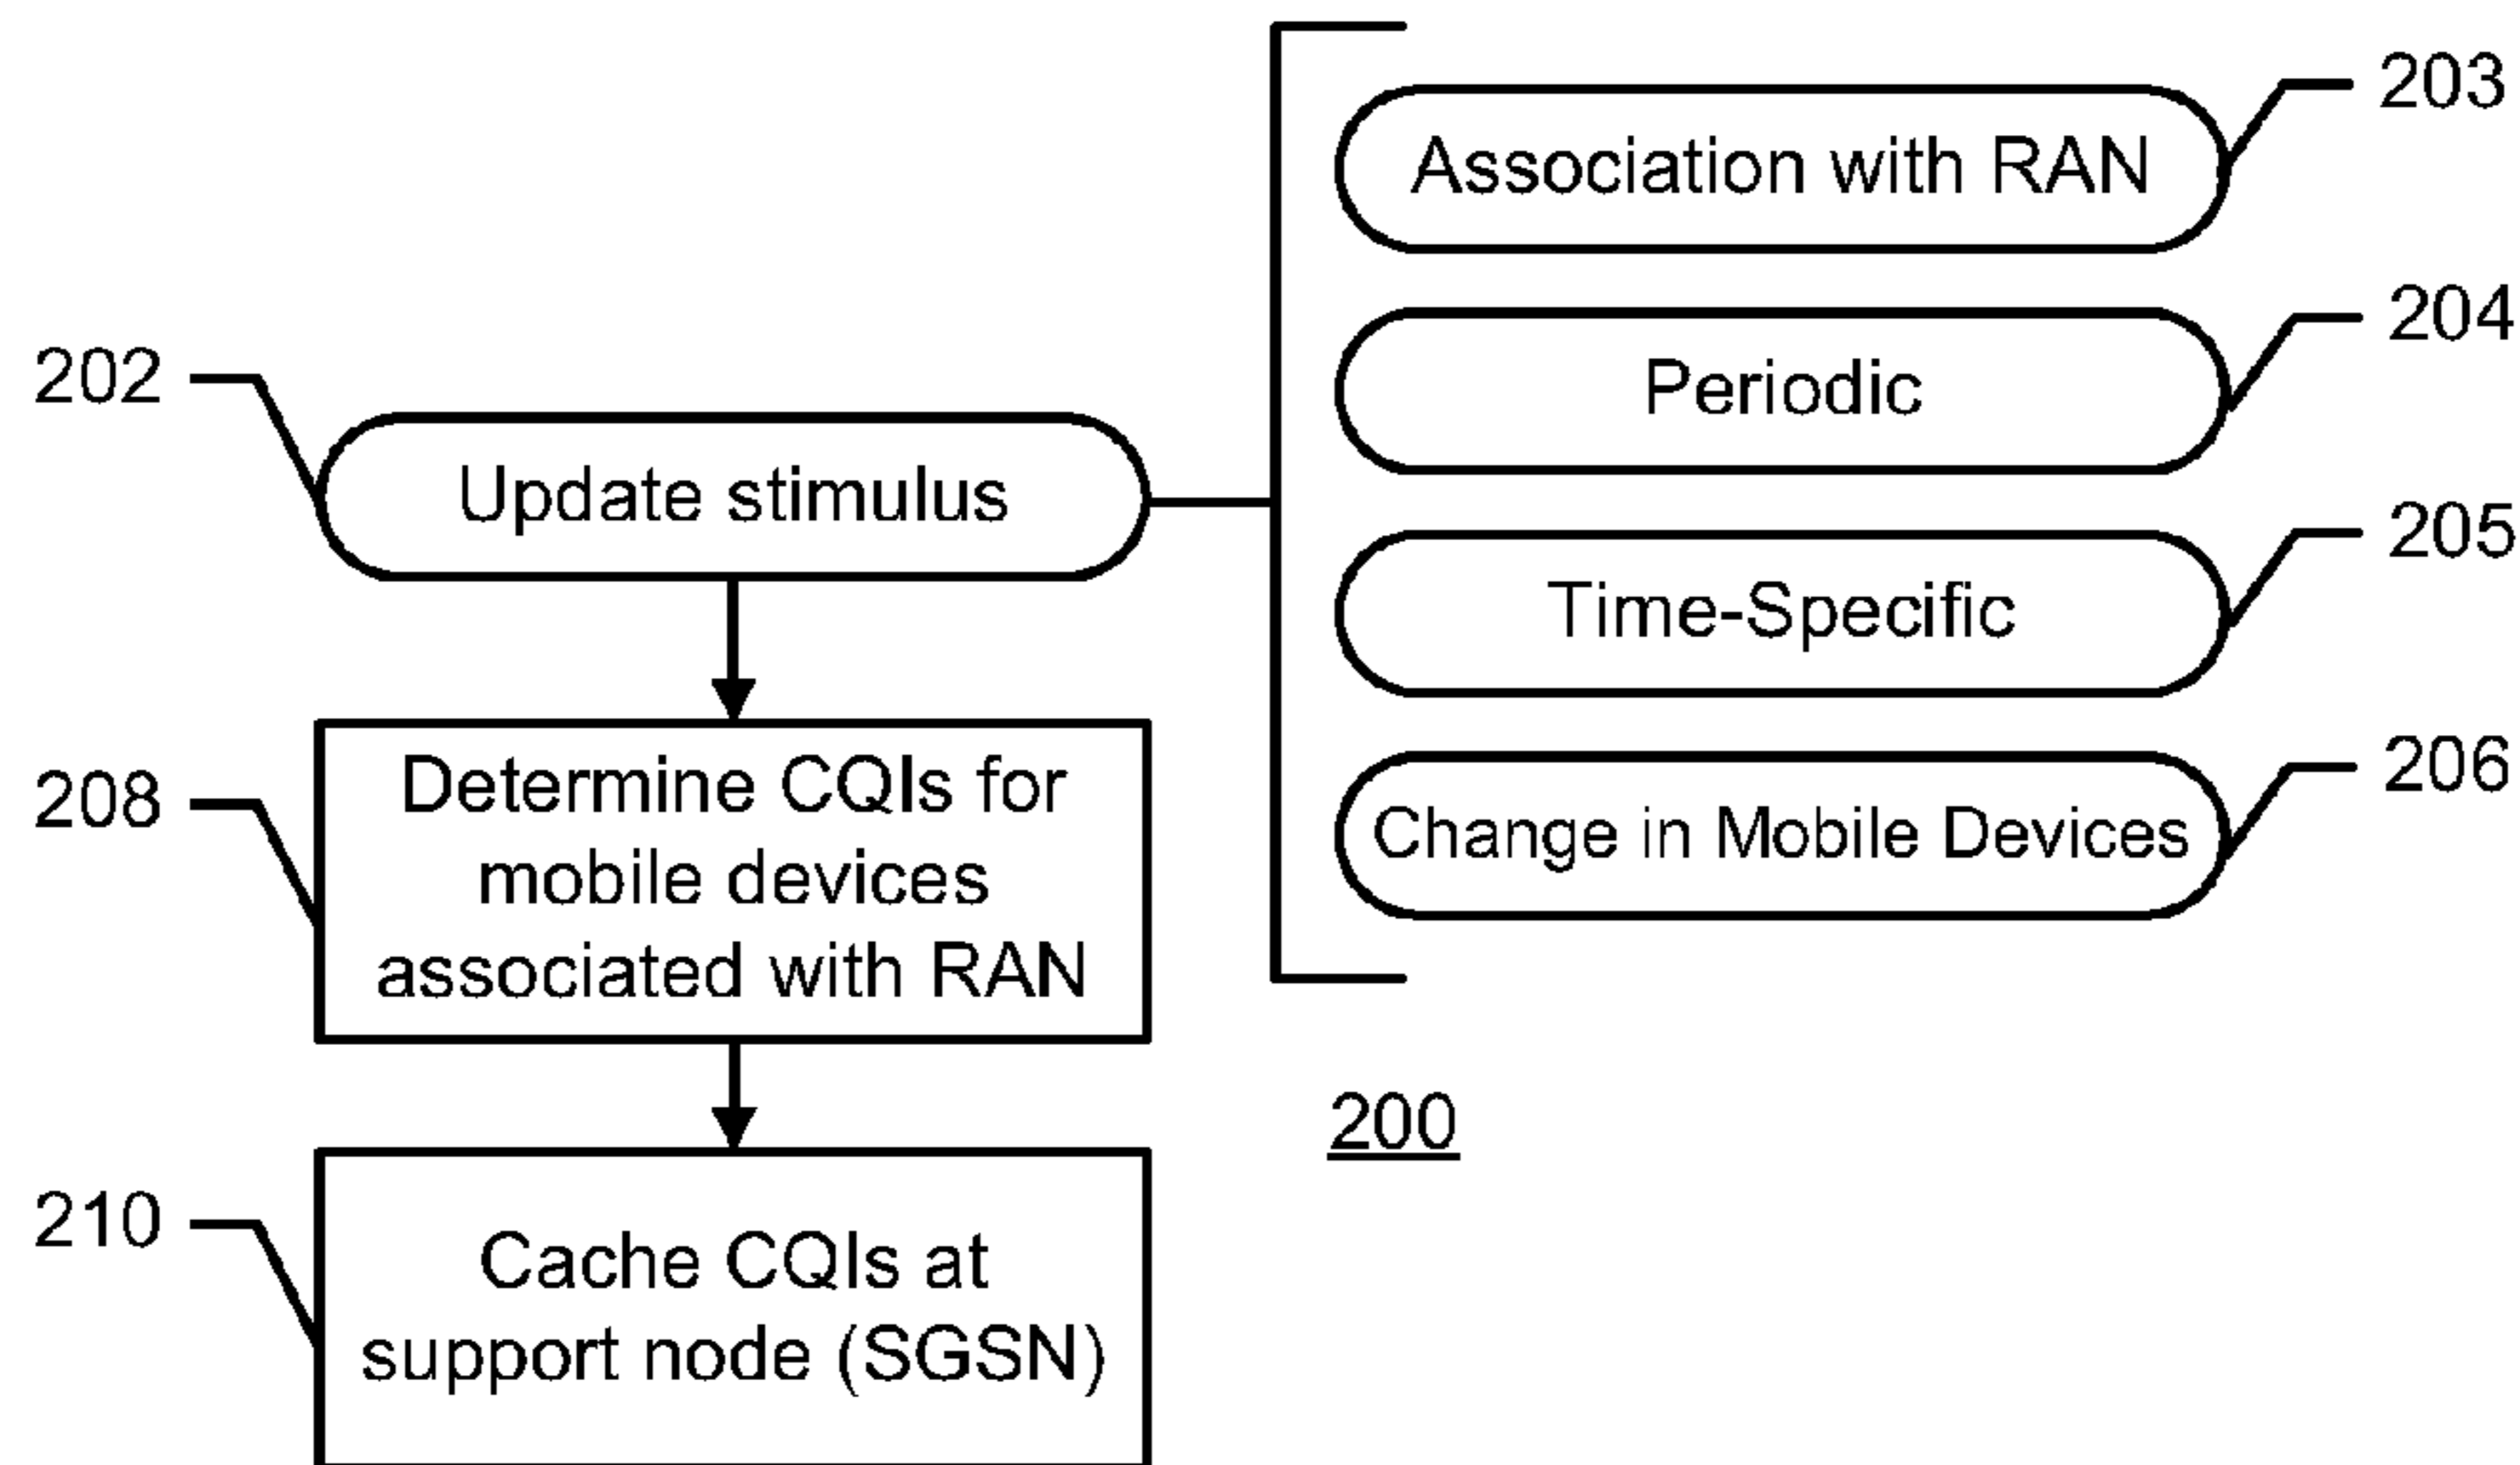 203
Association with RAN
204
Periodic
202
Update stimulus
205
Time-Specific
206
Change in Mobile Devices
208
Determine CQIs for
mobile devices
associated with RAN
200
210
Cache CQIs at
support node (SGSN)